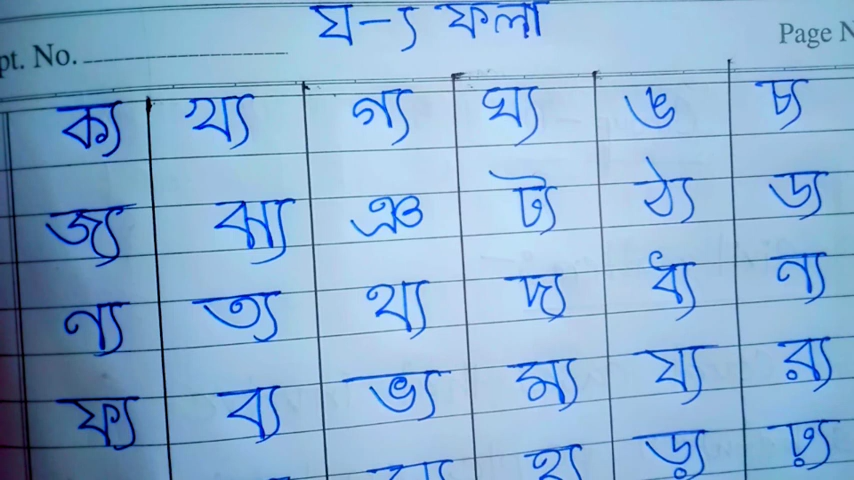 য-্য ফলা
pt. No.
Page N
ক্য খ্য গ্য ঘ্য ঙ চ্য
জ্য ঝ্য ঞ ট্য ঠ্য ড্য
ণ্য ত্য থ্য দ্য ধ্য ন্য
ফ্য ব্য ভ্য ম্য য্য র‍্য
হ্য ড়্য ঢ়্য